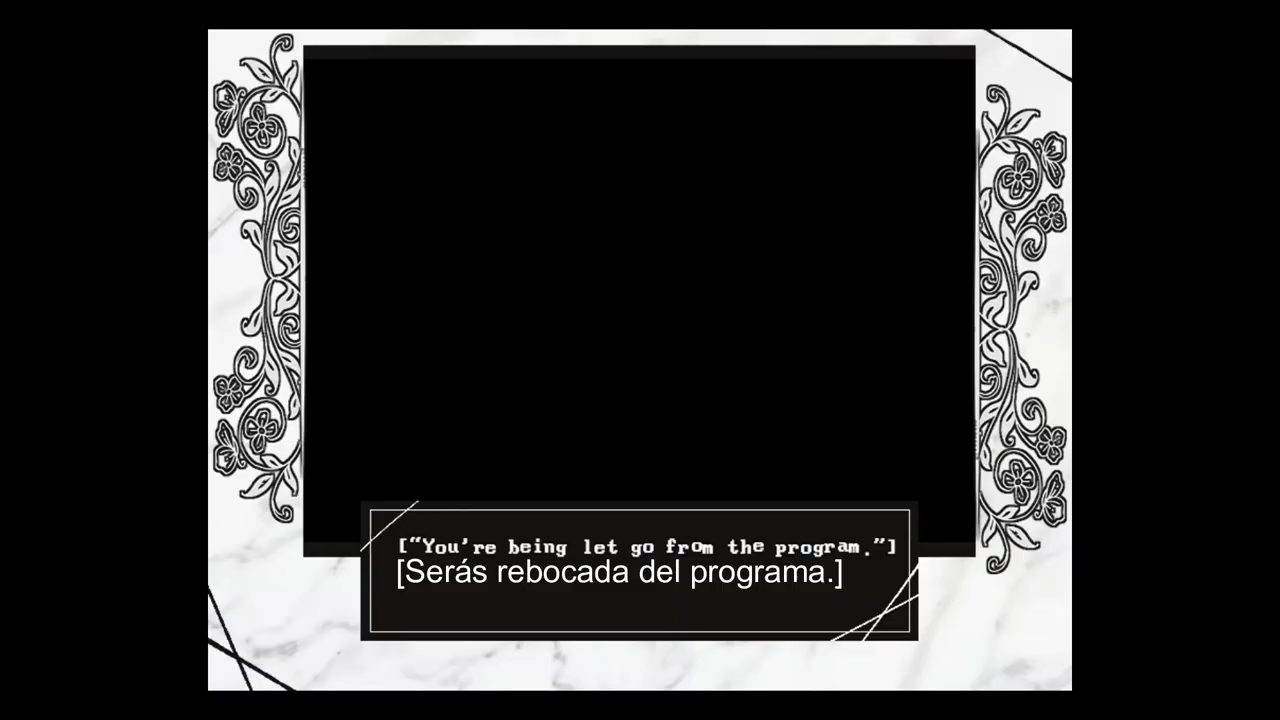 [“You’re being let go from the program.”]
[Serás rebocada del programa.]